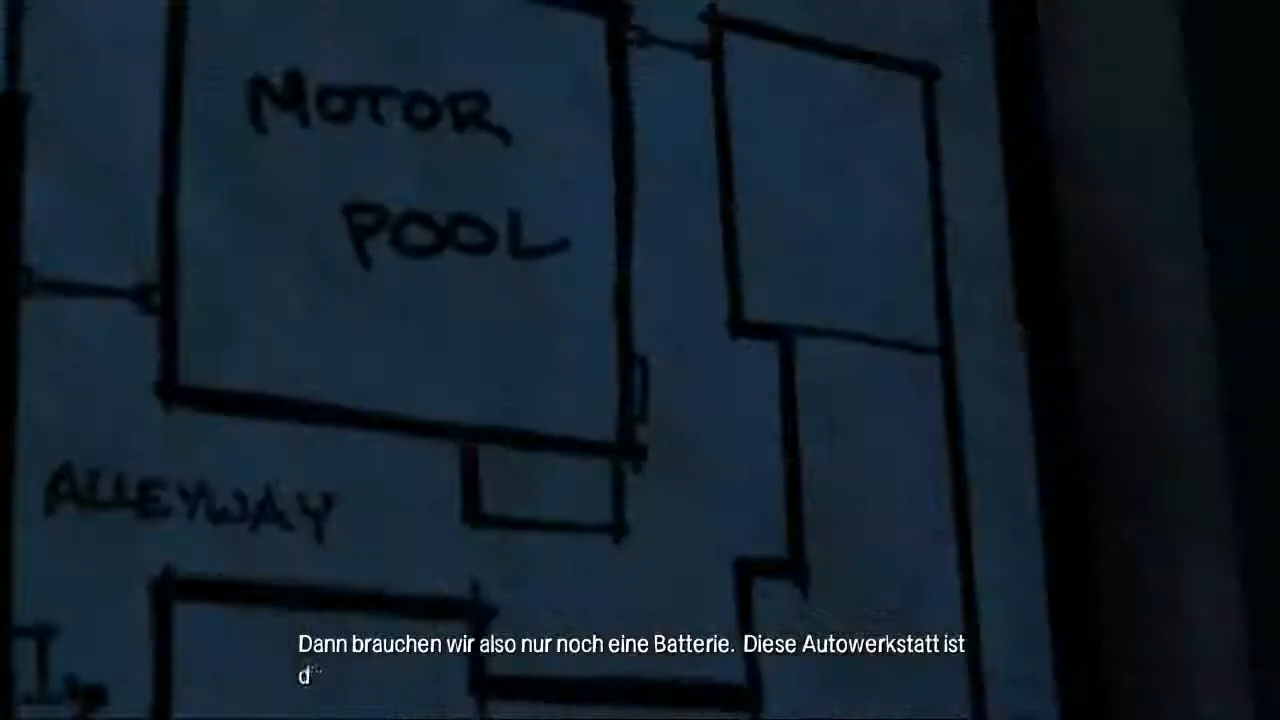 MOTOR
POOL
ALLEYWAY
Dann brauchen wir also nur noch eine Batterie. Diese Autowerkstatt ist
d